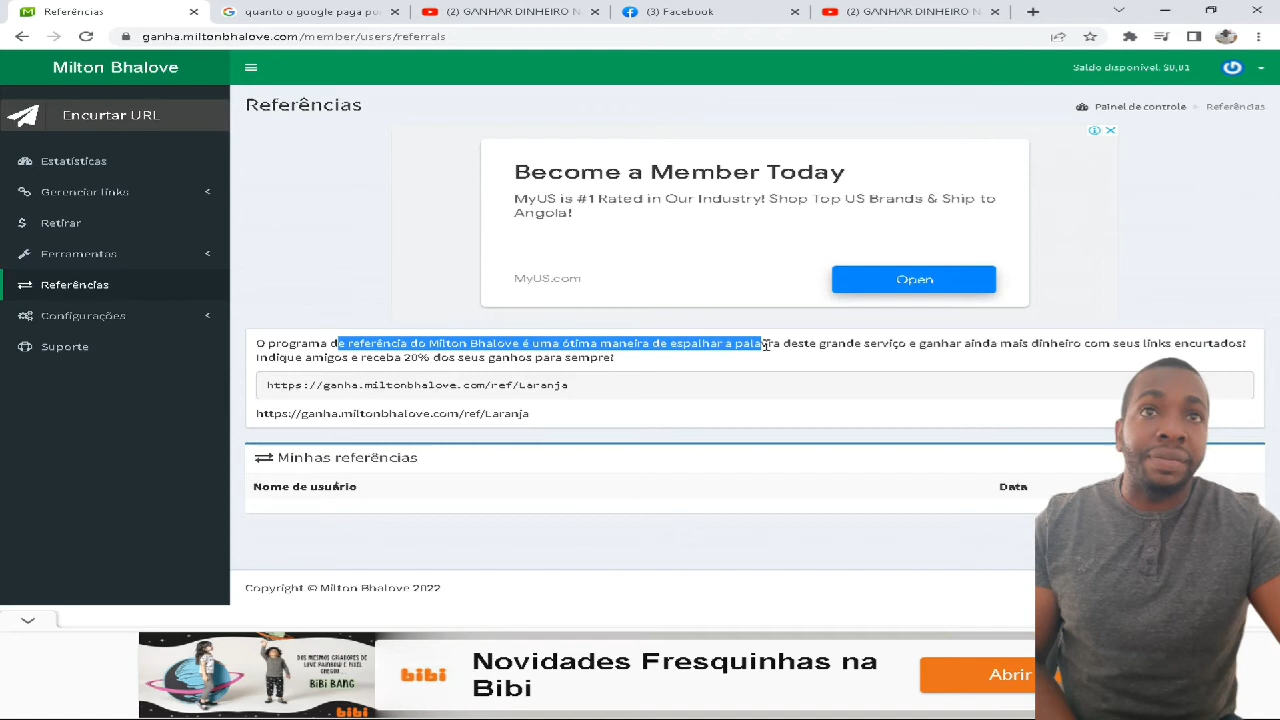 Referências
quanto o google paga po
(2) GANHAR DINHEIRO N
(3) Facebook
(2) GANHAR DINHEIRO N
ganha.miltonbhalove.com/member/users/referrals
Milton Bhalove
Saldo disponível: $0,01
Encurtar URL
Estatísticas
Gerenciar links
Retirar
Ferramentas
Referências
Configurações
Suporte
Referências
Painel de controle > Referências
Become a Member Today
MyUS is #1 Rated in Our Industry! Shop Top US Brands & Ship to
Angola!
MyUS.com
Open
O programa de referência do Milton Bhalove é uma ótima maneira de espalhar a palavra deste grande serviço e ganhar ainda mais dinheiro com seus links encurtados!
Indique amigos e receba 20% dos seus ganhos para sempre!
https://ganha.miltonbhalove.com/ref/Laranja
https://ganha.miltonbhalove.com/ref/Laranja
Minhas referências
Nome de usuário
Data
Copyright © Milton Bhalove 2022
DOS MESMOS CRIADORES DE
BIBI BANG
bibi
bibi
Novidades Fresquinhas na
Bibi
Abrir